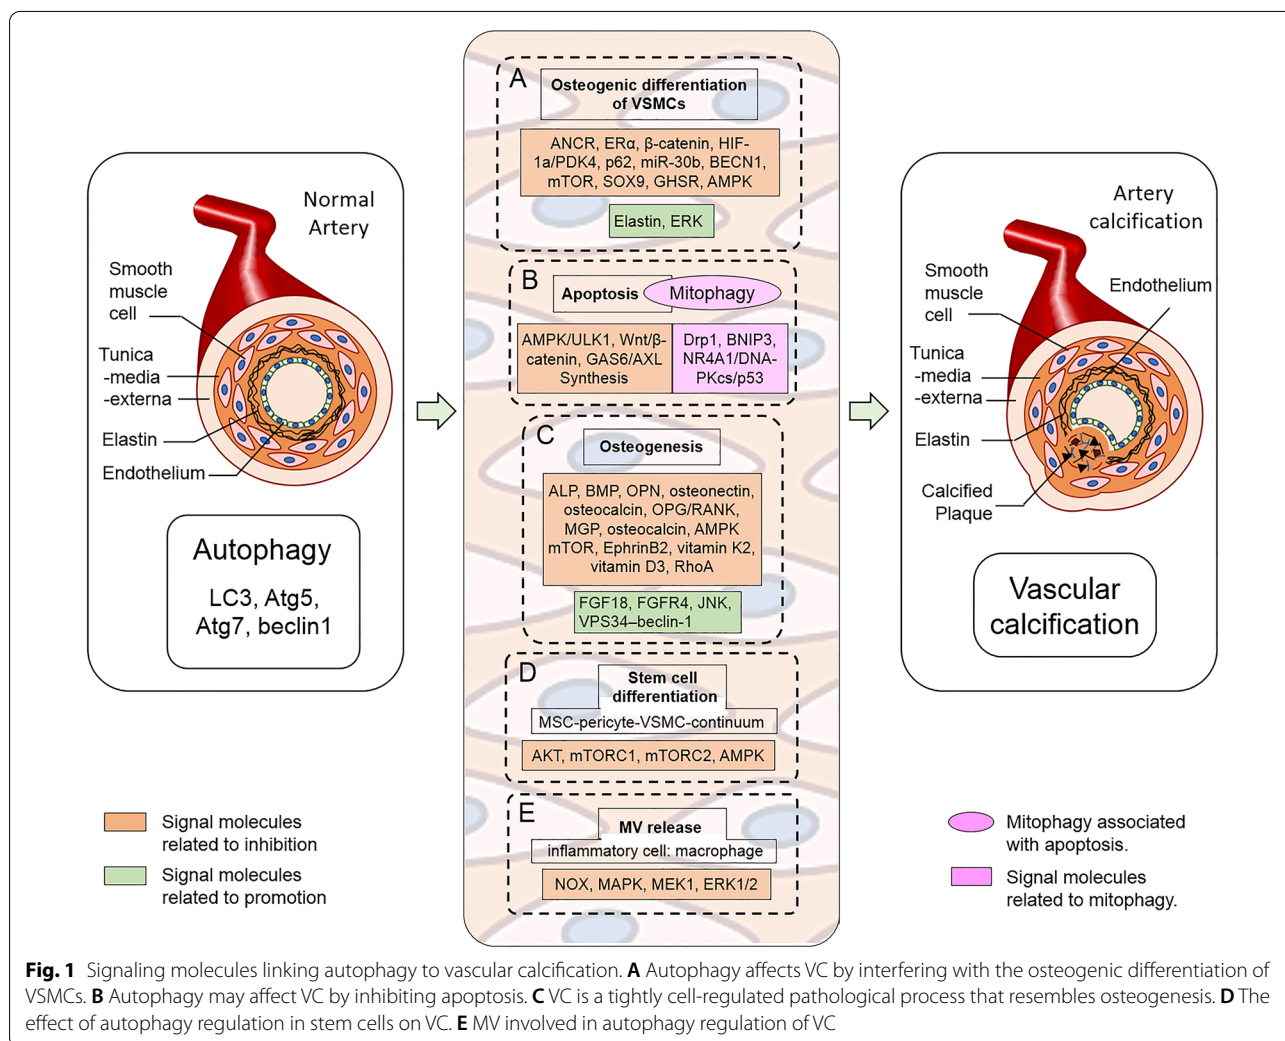 Normal
Artery
Smooth
muscle
cell
Tunica
-media
-externa
Elastin
Endothelium
Autophagy
LC3, Atg5,
Atg7, beclin1
Signal molecules
related to inhibition
Signal molecules
related to promotion
A
Osteogenic differentiation
of VSMCs
ANCR, ERα, β-catenin, HIF-
1a/PDK4, p62, miR-30b, BECN1,
mTOR, SOX9, GHSR, AMPK
Elastin, ERK
B
Apoptosis
Mitophagy
AMPK/ULK1, Wnt/β-
catenin, GAS6/AXL
Synthesis
Drp1, BNIP3,
NR4A1/DNA-
PKcs/p53
C
Osteogenesis
ALP, BMP, OPN, osteonectin,
osteocalcin, OPG/RANK,
MGP, osteocalcin, AMPK
mTOR, EphrinB2, vitamin K2,
vitamin D3, RhoA
FGF18, FGFR4, JNK,
VPS34–beclin-1
D
Stem cell
differentiation
MSC-pericyte-VSMC-continuum
AKT, mTORC1, mTORC2, AMPK
E
MV release
inflammatory cell: macrophage
NOX, MAPK, MEK1, ERK1/2
Artery
calcification
Smooth
muscle
cell
Endothelium
Tunica
-media
-externa
Elastin
Calcified
Plaque
Vascular
calcification
Mitophagy associated
with apoptosis.
Signal molecules
related to mitophagy.
Fig. 1 Signaling molecules linking autophagy to vascular calcification. A Autophagy affects VC by interfering with the osteogenic differentiation of
VSMCs. B Autophagy may affect VC by inhibiting apoptosis. C VC is a tightly cell-regulated pathological process that resembles osteogenesis. D The
effect of autophagy regulation in stem cells on VC. E MV involved in autophagy regulation of VC